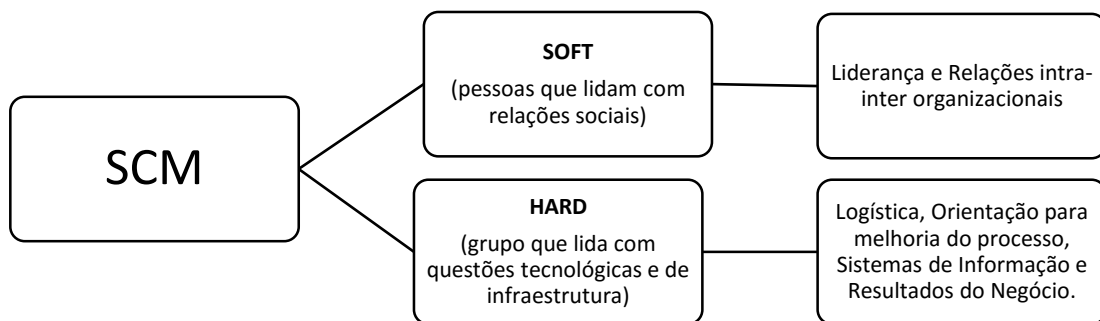 SCM
SOFT
(pessoas que lidam com
relações sociais)
Liderança e Relações intra-
inter organizacionais
HARD
(grupo que lida com
questões tecnológicas e de
infraestrutura)
Logística, Orientação para
melhoria do processo,
Sistemas de Informação e
Resultados do Negócio.